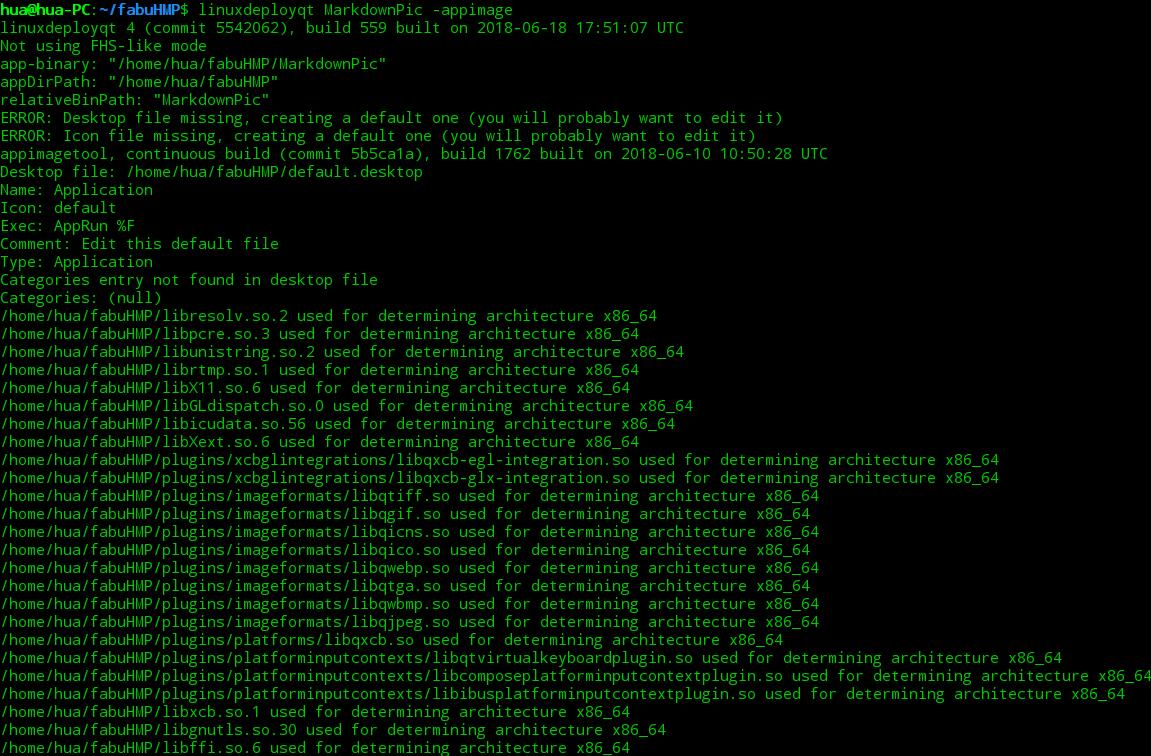 hua@hua-PC:~/fabuHMP$ linuxdeployqt MarkdownPic -appimage
linuxdeployqt 4 (commit 5542062), build 559 built on 2018-06-18 17:51:07 UTC
Not using FHS-like mode
app-binary: "/home/hua/fabuHMP/MarkdownPic"
appDirPath: "/home/hua/fabuHMP"
relativeBinPath: "MarkdownPic"
ERROR: Desktop file missing, creating a default one (you will probably want to edit it)
ERROR: Icon file missing, creating a default one (you will probably want to edit it)
appimagetool, continuous build (commit 5b5ca1a), build 1762 built on 2018-06-10 10:50:28 UTC
Desktop file: /home/hua/fabuHMP/default.desktop
Name: Application
Icon: default
Exec: AppRun %F
Comment: Edit this default file
Type: Application
Categories entry not found in desktop file
Categories: (null)
/home/hua/fabuHMP/libresolv.so.2 used for determining architecture x86_64
/home/hua/fabuHMP/libpcre.so.3 used for determining architecture x86_64
/home/hua/fabuHMP/libunistring.so.2 used for determining architecture x86_64
/home/hua/fabuHMP/librtmp.so.1 used for determining architecture x86_64
/home/hua/fabuHMP/libX11.so.6 used for determining architecture x86_64
/home/hua/fabuHMP/libGLdispatch.so.0 used for determining architecture x86_64
/home/hua/fabuHMP/libicudata.so.56 used for determining architecture x86_64
/home/hua/fabuHMP/libXext.so.6 used for determining architecture x86_64
/home/hua/fabuHMP/plugins/xcbglintegrations/libqxcb-egl-integration.so used for determining architecture x86_64
/home/hua/fabuHMP/plugins/xcbglintegrations/libqxcb-glx-integration.so used for determining architecture x86_64
/home/hua/fabuHMP/plugins/imageformats/libqtiff.so used for determining architecture x86_64
/home/hua/fabuHMP/plugins/imageformats/libqgif.so used for determining architecture x86_64
/home/hua/fabuHMP/plugins/imageformats/libqicns.so used for determining architecture x86_64
/home/hua/fabuHMP/plugins/imageformats/libqico.so used for determining architecture x86_64
/home/hua/fabuHMP/plugins/imageformats/libqwebp.so used for determining architecture x86_64
/home/hua/fabuHMP/plugins/imageformats/libqtga.so used for determining architecture x86_64
/home/hua/fabuHMP/plugins/imageformats/libqwbmp.so used for determining architecture x86_64
/home/hua/fabuHMP/plugins/imageformats/libqjpeg.so used for determining architecture x86_64
/home/hua/fabuHMP/plugins/platforms/libqxcb.so used for determining architecture x86_64
/home/hua/fabuHMP/plugins/platforminputcontexts/libqtvirtualkeyboardplugin.so used for determining architecture x86_64
/home/hua/fabuHMP/plugins/platforminputcontexts/libcomposeplatforminputcontextplugin.so used for determining architecture x86_64
/home/hua/fabuHMP/plugins/platforminputcontexts/libibusplatforminputcontextplugin.so used for determining architecture x86_64
/home/hua/fabuHMP/libxcb.so.1 used for determining architecture x86_64
/home/hua/fabuHMP/libgnutls.so.30 used for determining architecture x86_64
/home/hua/fabuHMP/libffi.so.6 used for determining architecture x86_64